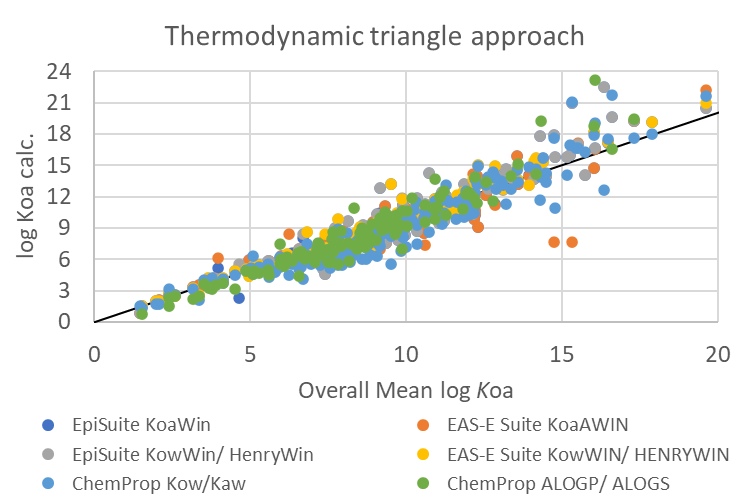 Thermodynamic triangle approach
log Koa calc.
24
21
18
15
12
9
6
3
0
0 5 10 15 20
Overall Mean log Koa
EpiSuite KoaWin
EAS-E Suite KoaAWIN
EpiSuite KowWin/ HenryWin
EAS-E Suite KowWIN/ HENRYWIN
ChemProp Kow/Kaw
ChemProp ALOGP/ ALOGS